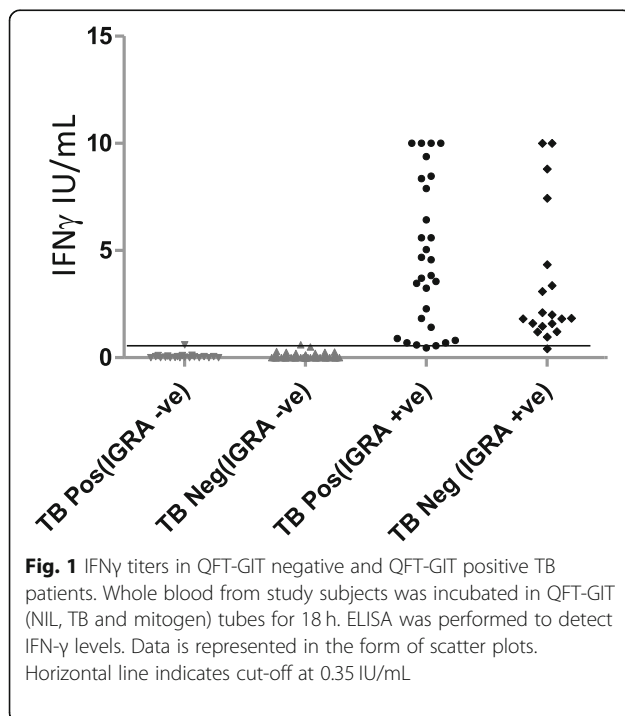 15
10
5
0
IFNγ IU/mL
TB Pos(IGRA -ve)
TB Neg(IGRA -ve)
TB Pos(IGRA +ve)
TB Neg (IGRA +ve)
Fig. 1 IFNγ titers in QFT-GIT negative and QFT-GIT positive TB
patients. Whole blood from study subjects was incubated in QFT-GIT
(NIL, TB and mitogen) tubes for 18 h. ELISA was performed to detect
IFN-γ levels. Data is represented in the form of scatter plots.
Horizontal line indicates cut-off at 0.35 IU/mL